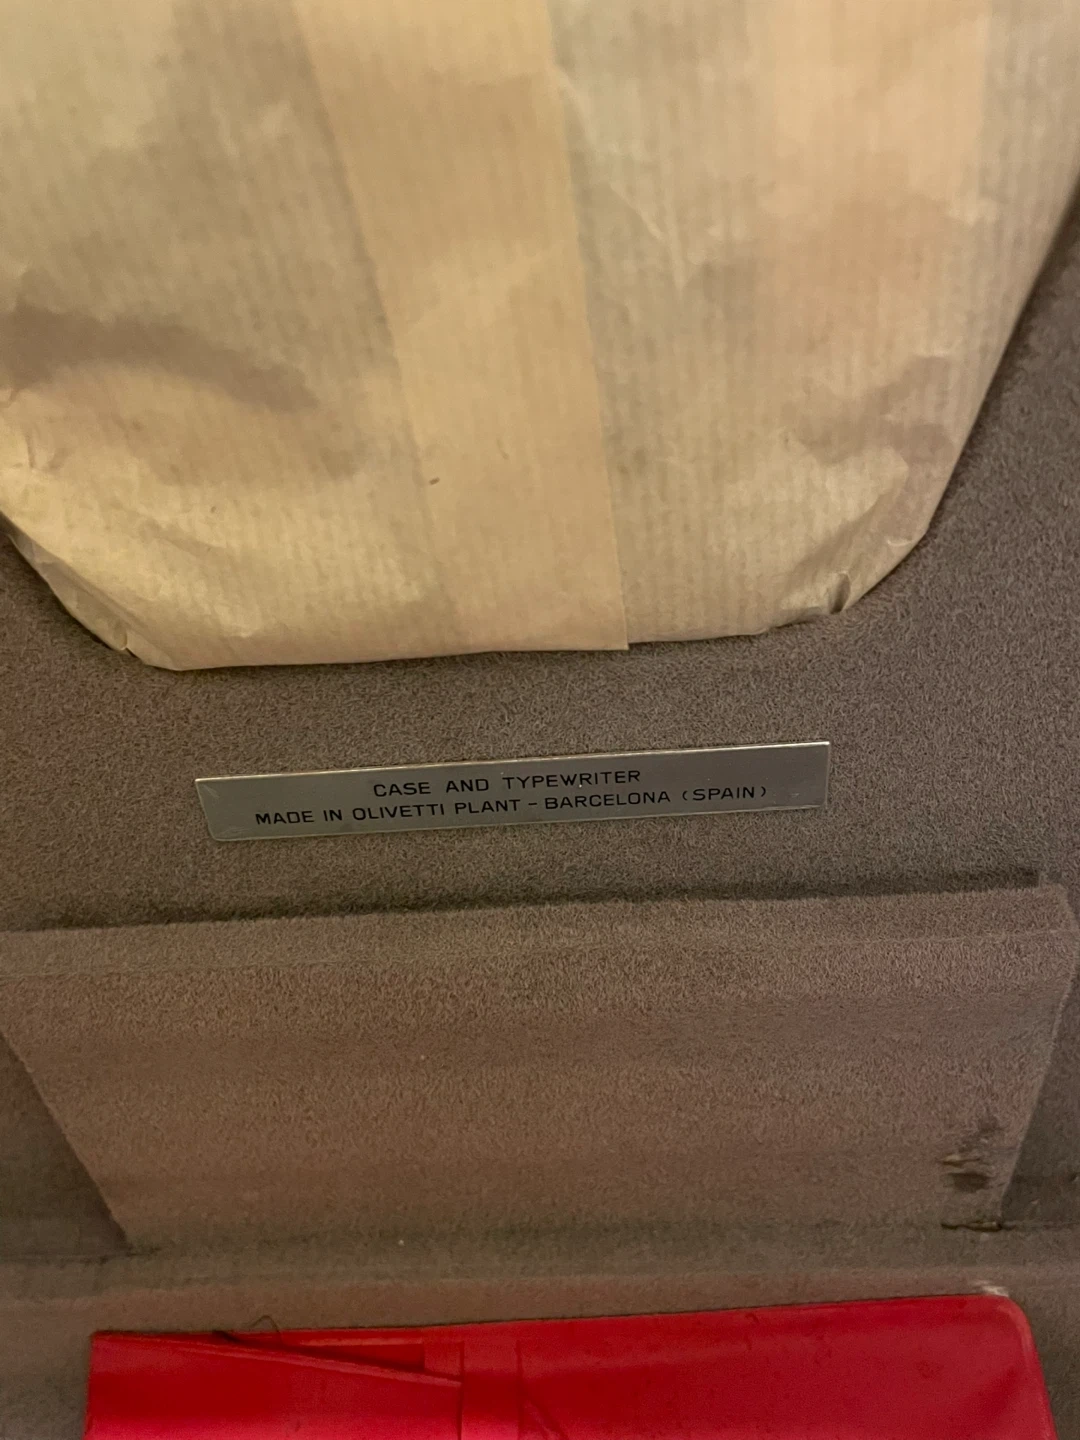 CASE AND TYPEWRITER
MADE IN OLIVETTI PLANT - BARCELONA (SPAIN)